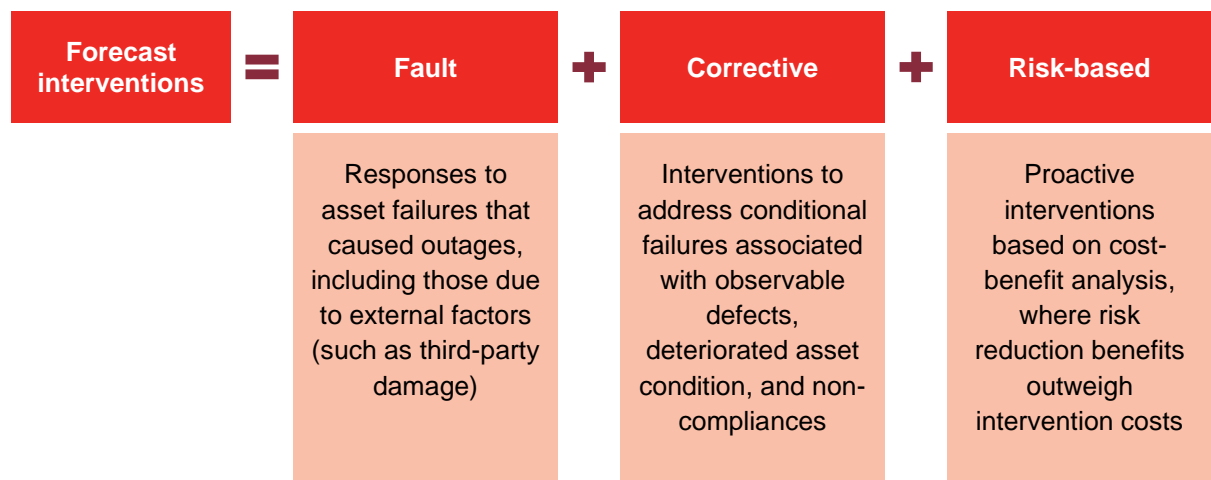 Forecast
interventions
=
Fault
+
Corrective
+
Risk-based
Responses to
asset failures that
caused outages,
including those due
to external factors
(such as third-party
damage)
Interventions to
address conditional
failures associated
with observable
defects,
deteriorated asset
condition, and non-
compliances
Proactive
interventions
based on cost-
benefit analysis,
where risk
reduction benefits
outweigh
intervention costs